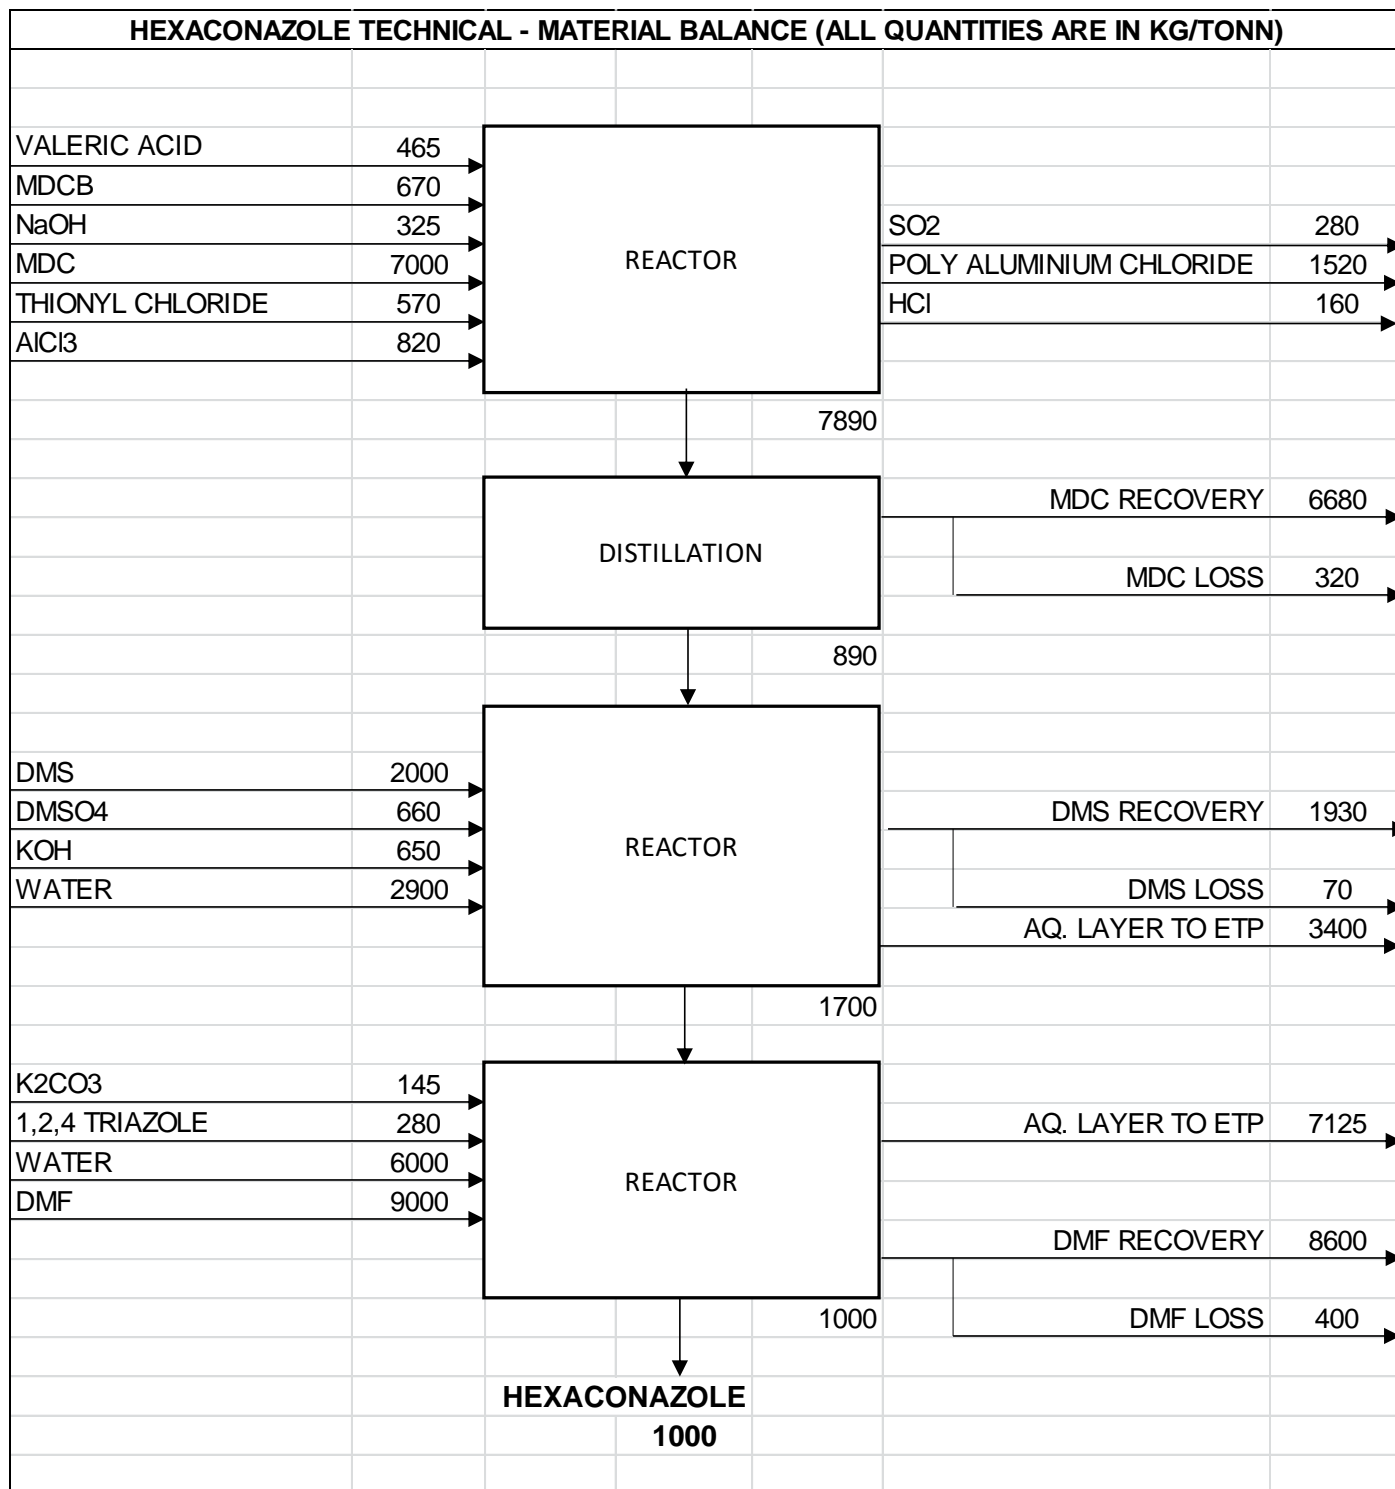 HEXACONAZOLE TECHNICAL - MATERIAL BALANCE (ALL QUANTITIES ARE IN KG/TONN)
VALERIC ACID 465
MDCB 670
NaOH 325
MDC 7000
THIONYL CHLORIDE 570
AlCl3 820
REACTOR
SO2 280
POLY ALUMINIUM CHLORIDE 1520
HCl 160
7890
DISTILLATION
MDC RECOVERY 6680
MDC LOSS 320
890
DMS 2000
DMSO4 660
KOH 650
WATER 2900
REACTOR
DMS RECOVERY 1930
DMS LOSS 70
AQ. LAYER TO ETP 3400
1700
K2CO3 145
1,2,4 TRIAZOLE 280
WATER 6000
DMF 9000
REACTOR
AQ. LAYER TO ETP 7125
DMF RECOVERY 8600
DMF LOSS 400
1000
HEXACONAZOLE
1000